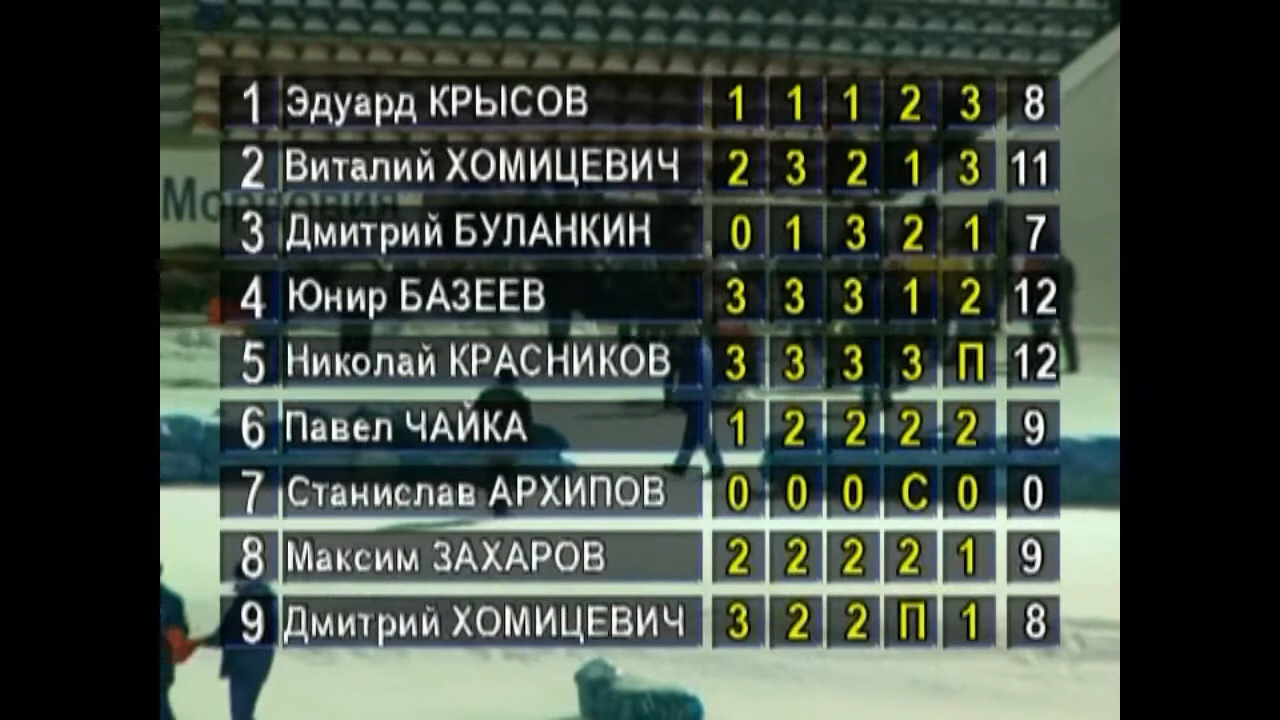 1 Эдуард КРЫСОВ 1 1 1 2 3 8
2 Виталий ХОМИЦЕВИЧ 2 3 2 1 3 11
Мордовия
3 Дмитрий БУЛАНКИН 0 1 3 2 1 7
4 Юнир БАЗЕЕВ 3 3 3 1 2 12
5 Николай КРАСНИКОВ 3 3 3 3 П 12
6 Павел ЧАЙКА 1 2 2 2 2 9
7 Станислав АРХИПОВ 0 0 0 С 0 0
8 Максим ЗАХАРОВ 2 2 2 2 1 9
9 Дмитрий ХОМИЦЕВИЧ 3 2 2 П 1 8